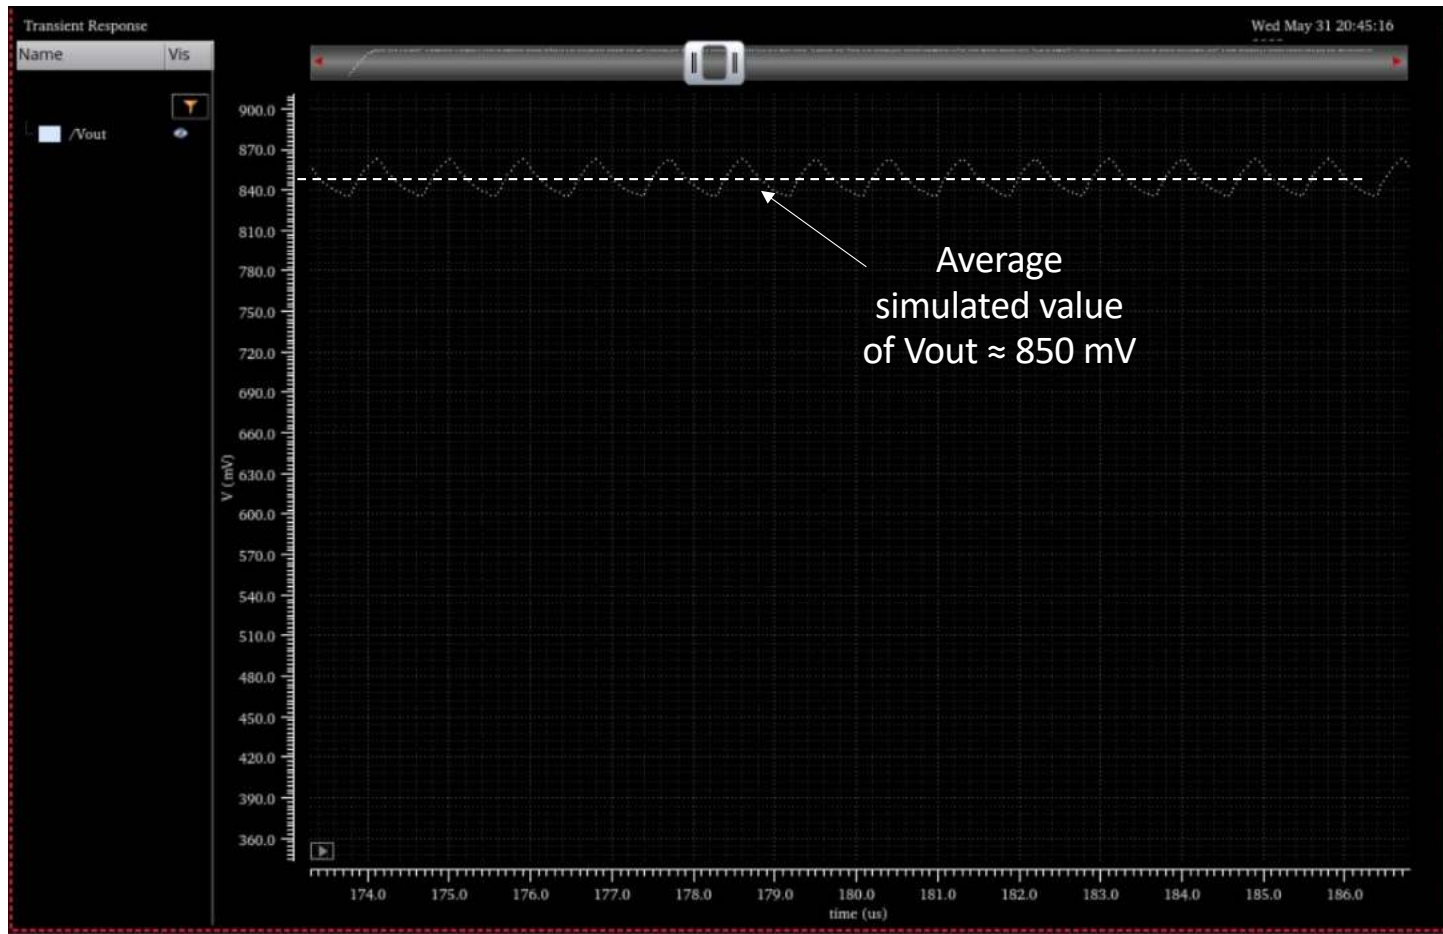 Transient Response
Wed May 31 20:45:16
Name Vis
/Vout
900.0
870.0
840.0
810.0
780.0
750.0
720.0
690.0
660.0
630.0
600.0
570.0
540.0
510.0
480.0
450.0
420.0
390.0
360.0
V (mV)
Average
simulated value
of Vout ≈ 850 mV
174.0 175.0 176.0 177.0 178.0 179.0 180.0 181.0 182.0 183.0 184.0 185.0 186.0
time (us)